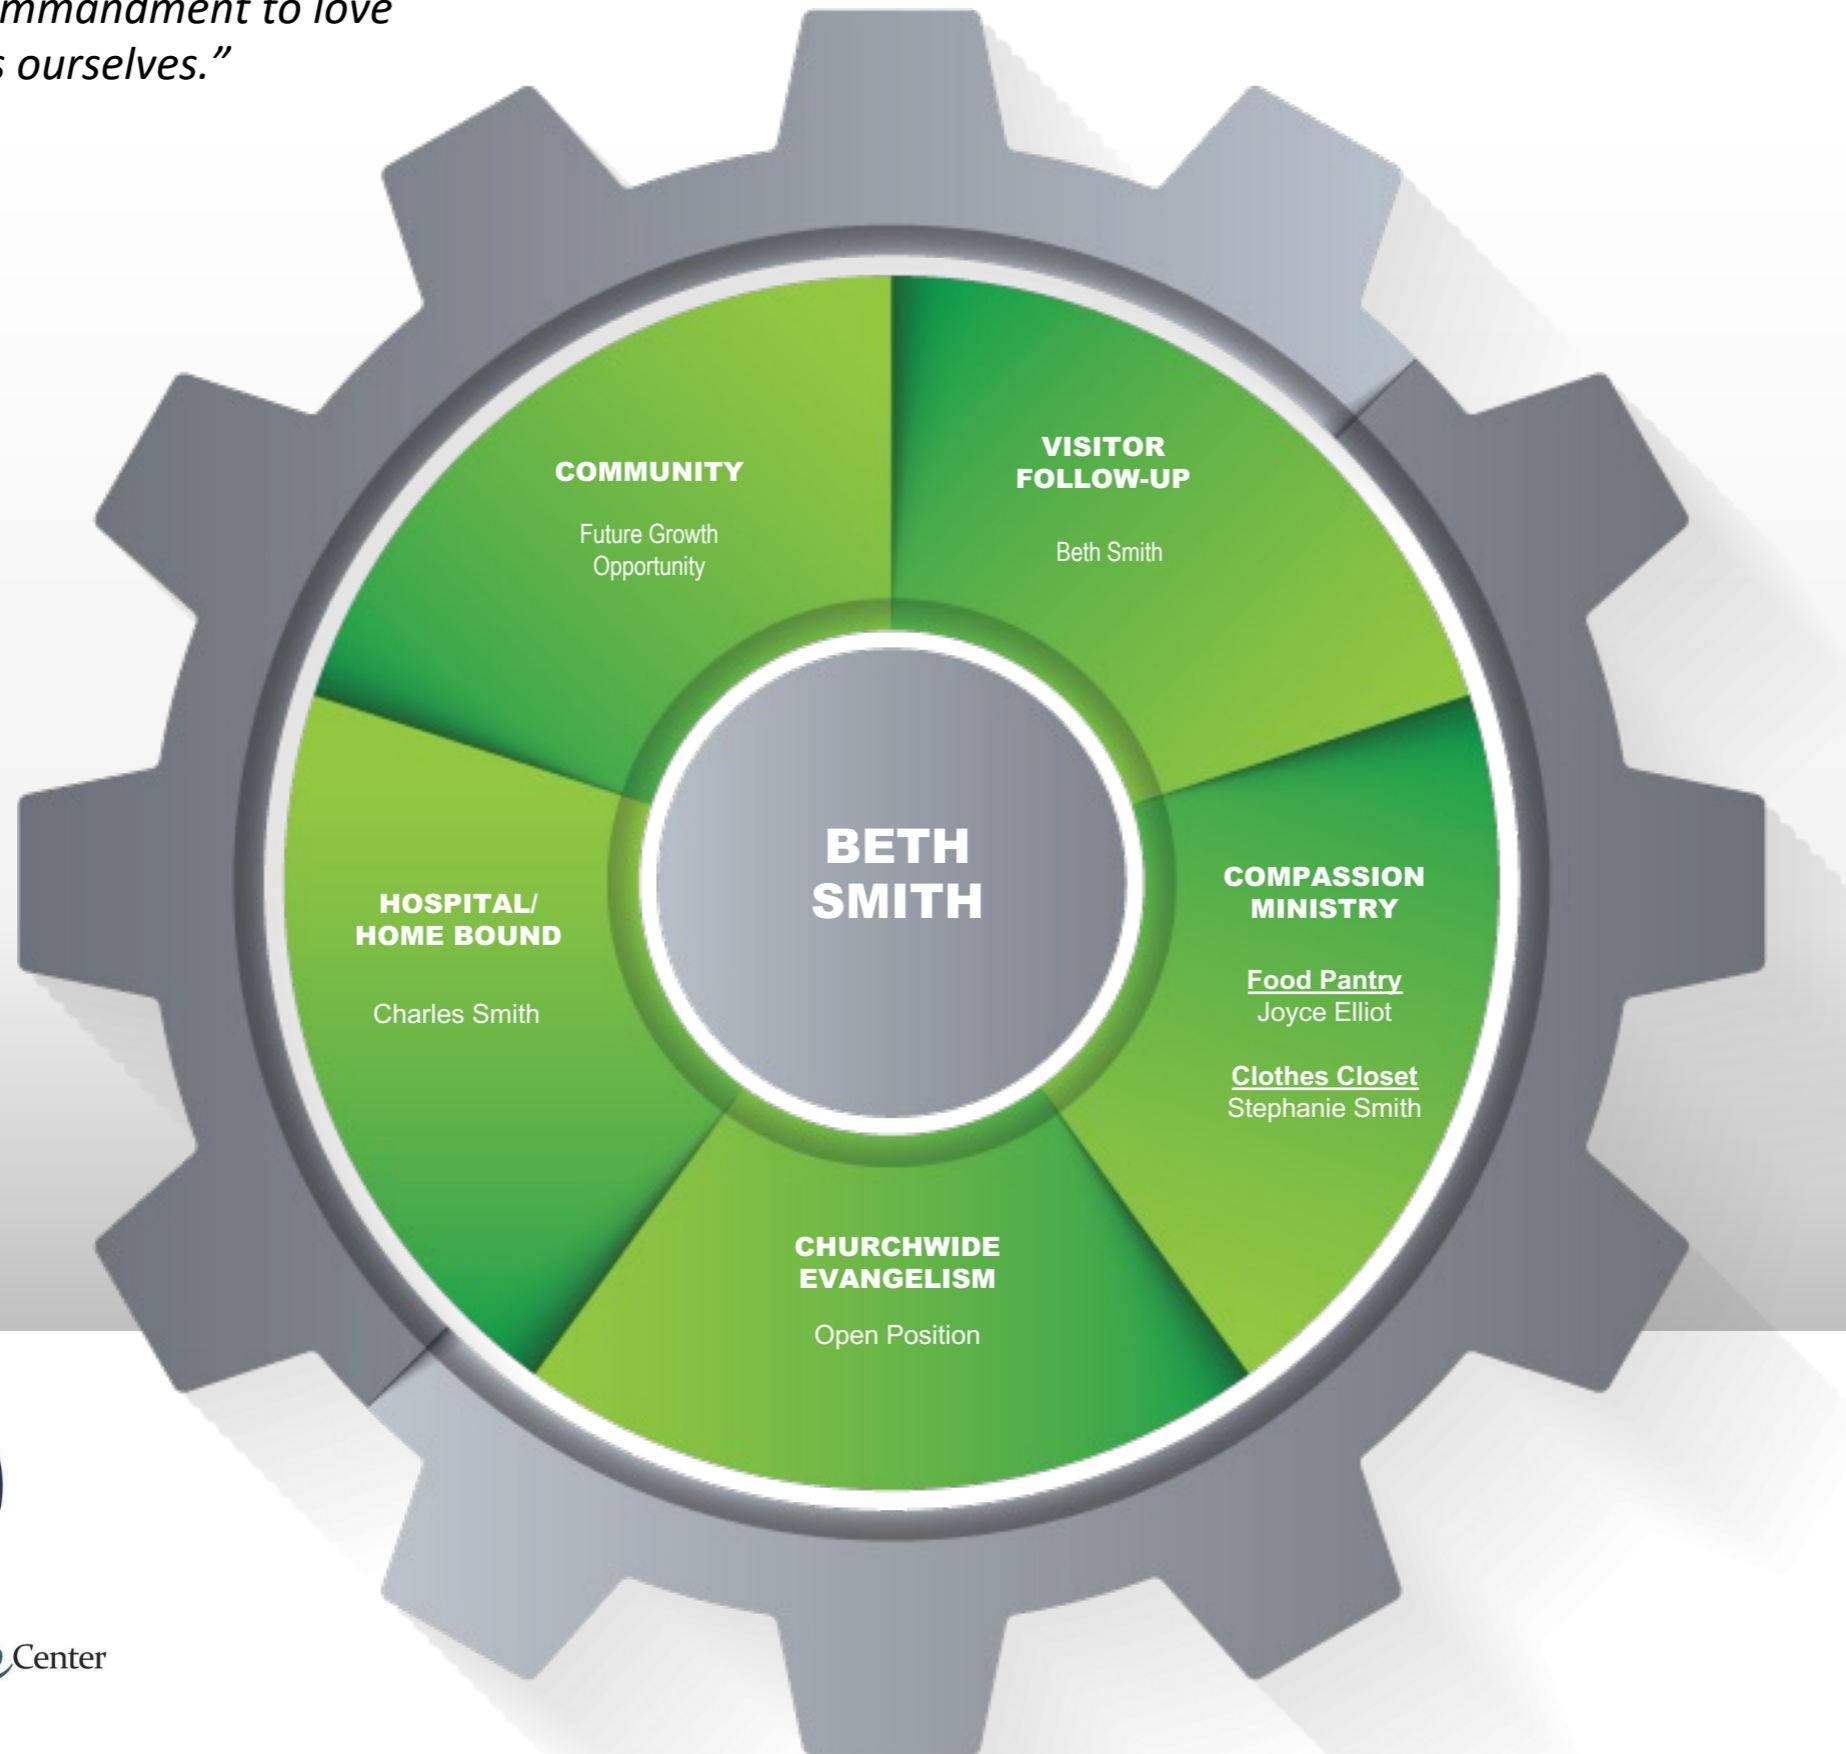 mmandment to love
s ourselves.”
COMMUNITY
Future Growth
Opportunity
VISITOR
FOLLOW-UP
Beth Smith
BETH
SMITH
HOSPITAL/
HOME BOUND
Charles Smith
COMPASSION
MINISTRY
Food Pantry
Joyce Elliot
Clothes Closet
Stephanie Smith
CHURCHWIDE
EVANGELISM
Open Position
Center